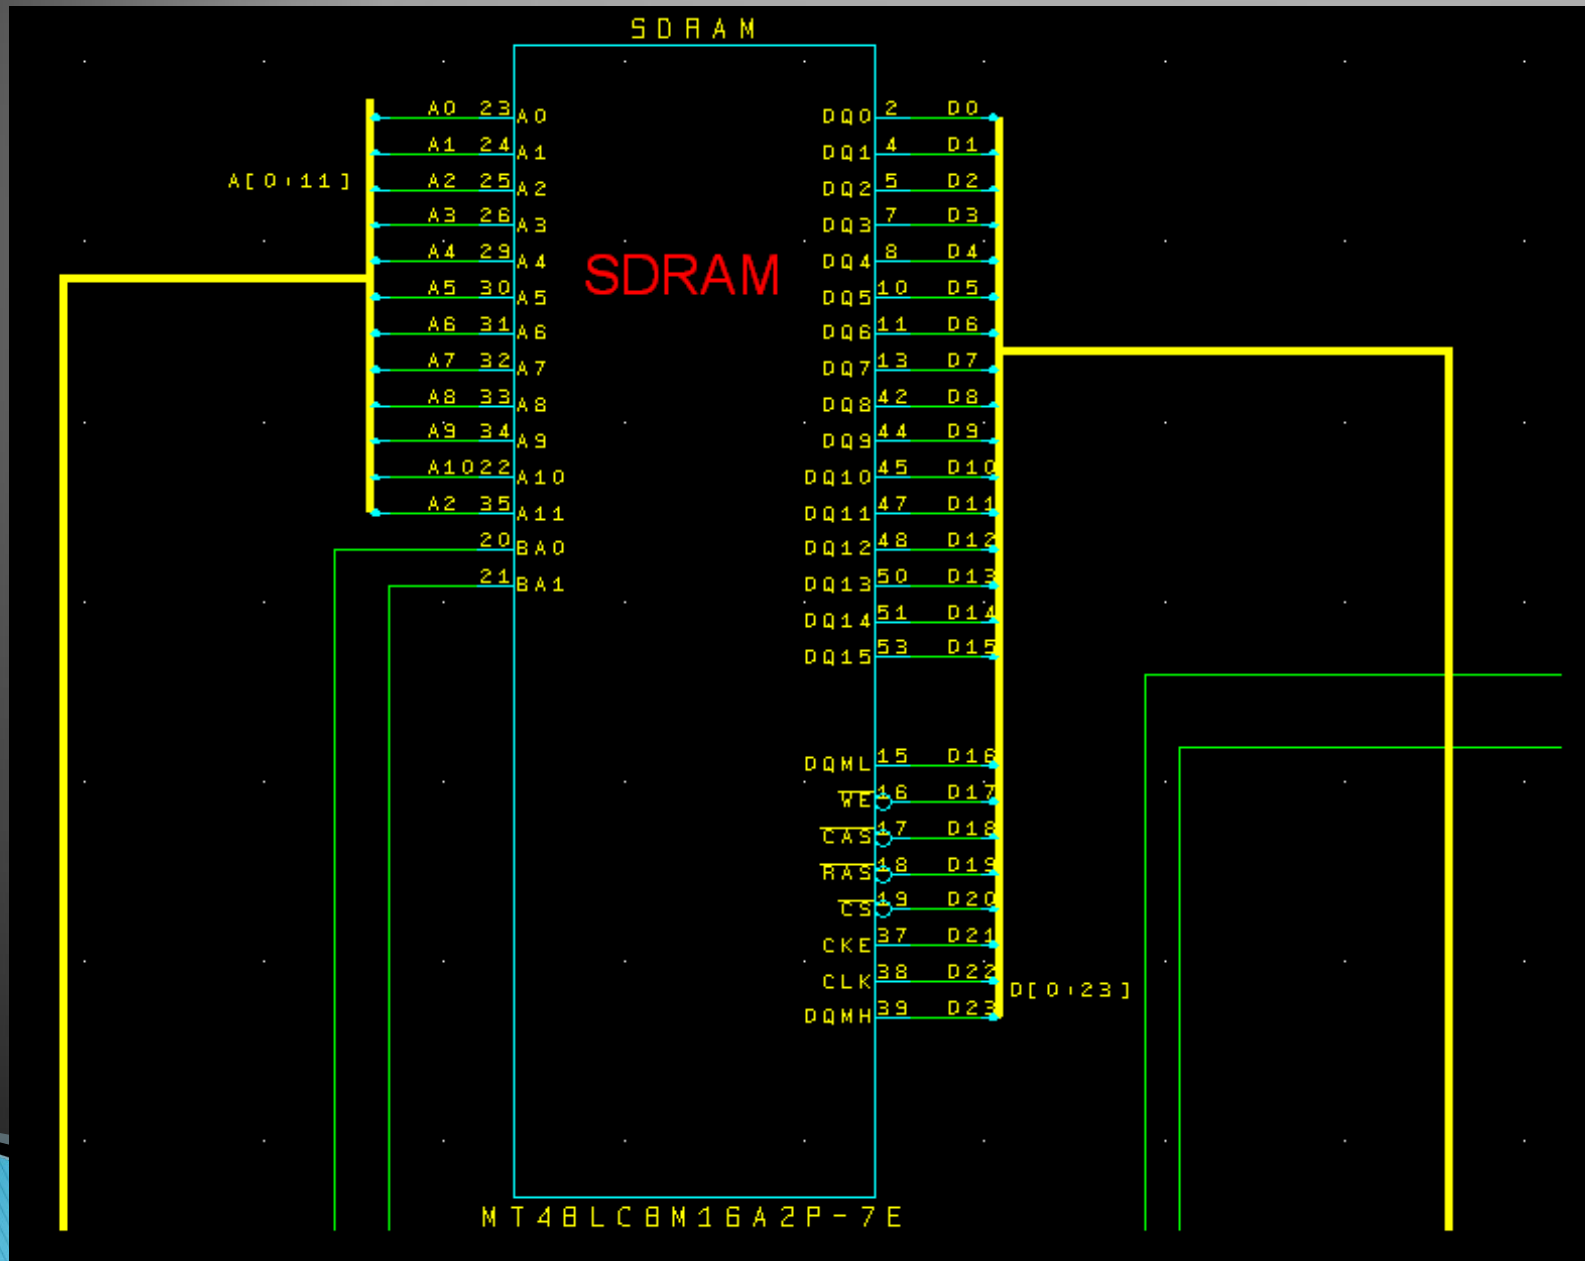 SDRAM
A0 23 A0 DQ0 2 D0
A1 24 A1 DQ1 4 D1
A[0:11]
A2 25 A2 DQ2 5 D2
A3 26 A3 DQ3 7 D3
A4 29 A4 DQ4 8 D4
SDRAM
A5 30 A5 DQ5 10 D5
A6 31 A6 DQ6 11 D6
A7 32 A7 DQ7 13 D7
A8 33 A8 DQ8 42 D8
A9 34 A9 DQ9 44 D9
A10 22 A10 DQ10 45 D10
A2 35 A11 DQ11 47 D11
20 BA0 DQ12 48 D12
21 BA1 DQ13 50 D13
DQ14 51 D14
DQ15 53 D15
DQML 15 D16
WE 16 D17
CAS 17 D18
RAS 18 D19
CS 19 D20
CKE 37 D21
CLK 38 D22
D[0:23]
DQMH 39 D23
MT48LC8M16A2P-7E